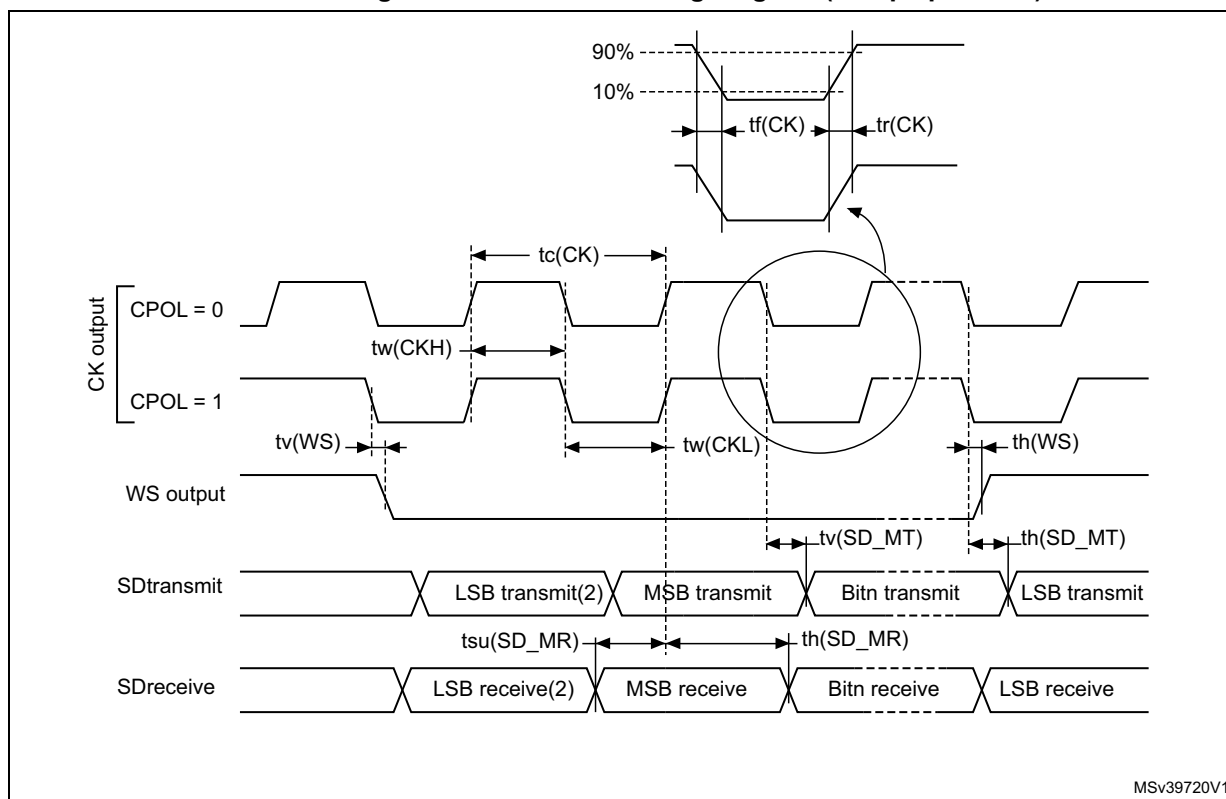 90%
10%
tf(CK)
tr(CK)
tc(CK)
CK output
CPOL = 0
tw(CKH)
CPOL = 1
tv(WS)
tw(CKL)
th(WS)
WS output
tv(SD_MT)
th(SD_MT)
SDtransmit
LSB transmit(2)
MSB transmit
Bitn transmit
LSB transmit
tsu(SD_MR)
th(SD_MR)
SDreceive
LSB receive(2)
MSB receive
Bitn receive
LSB receive
MSv39720V1